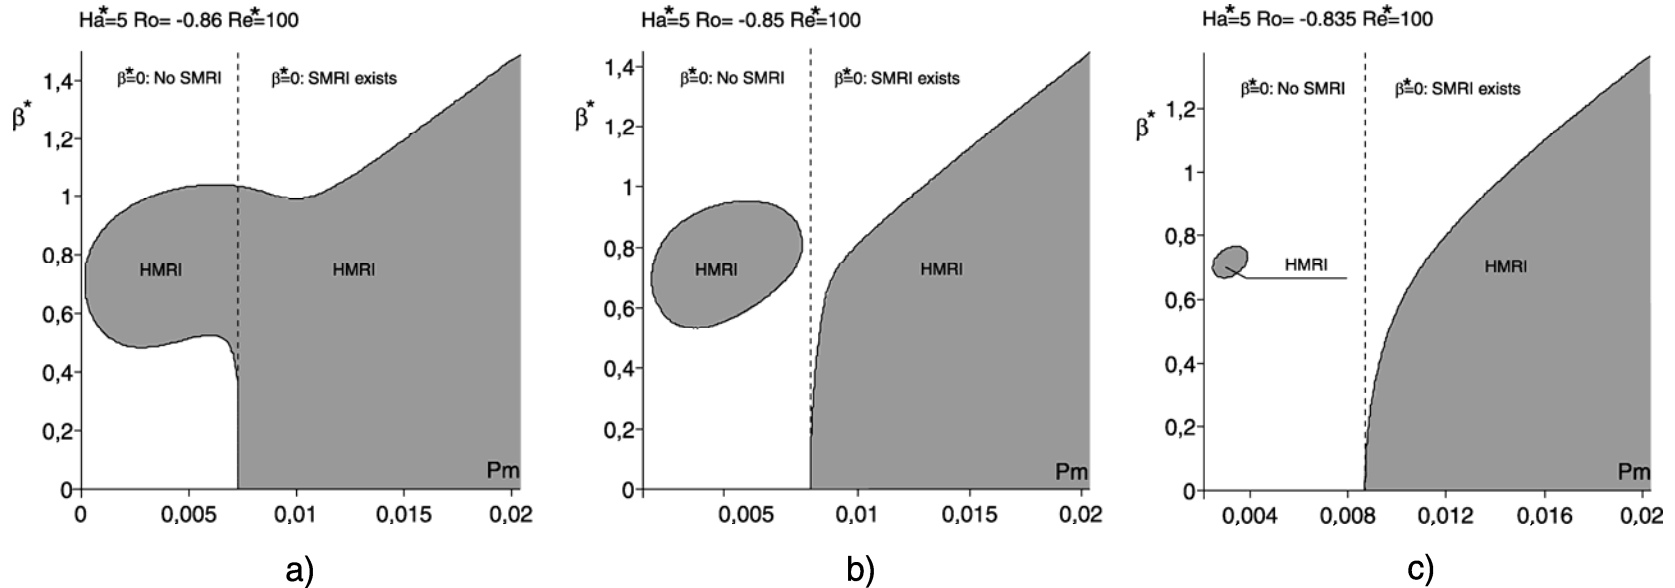 Ha*=5 Ro= -0.86 Re*=100
β*=0: No SMRI
β*=0: SMRI exists
β*
1,4
1,2
1
0,8
0,6
0,4
0,2
0
HMRI
HMRI
Pm
0
0,005
0,01
0,015
0,02
a)
Ha*=5 Ro= -0.85 Re*=100
β*=0: No SMRI
β*=0: SMRI exists
β*
1,4
1,2
1
0,8
0,6
0,4
0,2
0
HMRI
HMRI
Pm
0,005
0,01
0,015
0,02
b)
Ha*=5 Ro= -0.835 Re*=100
β*=0: No SMRI
β*=0: SMRI exists
β*
1,2
1
0,8
0,6
0,4
0,2
0
HMRI
HMRI
Pm
0,004
0,008
0,012
0,016
0,02
c)